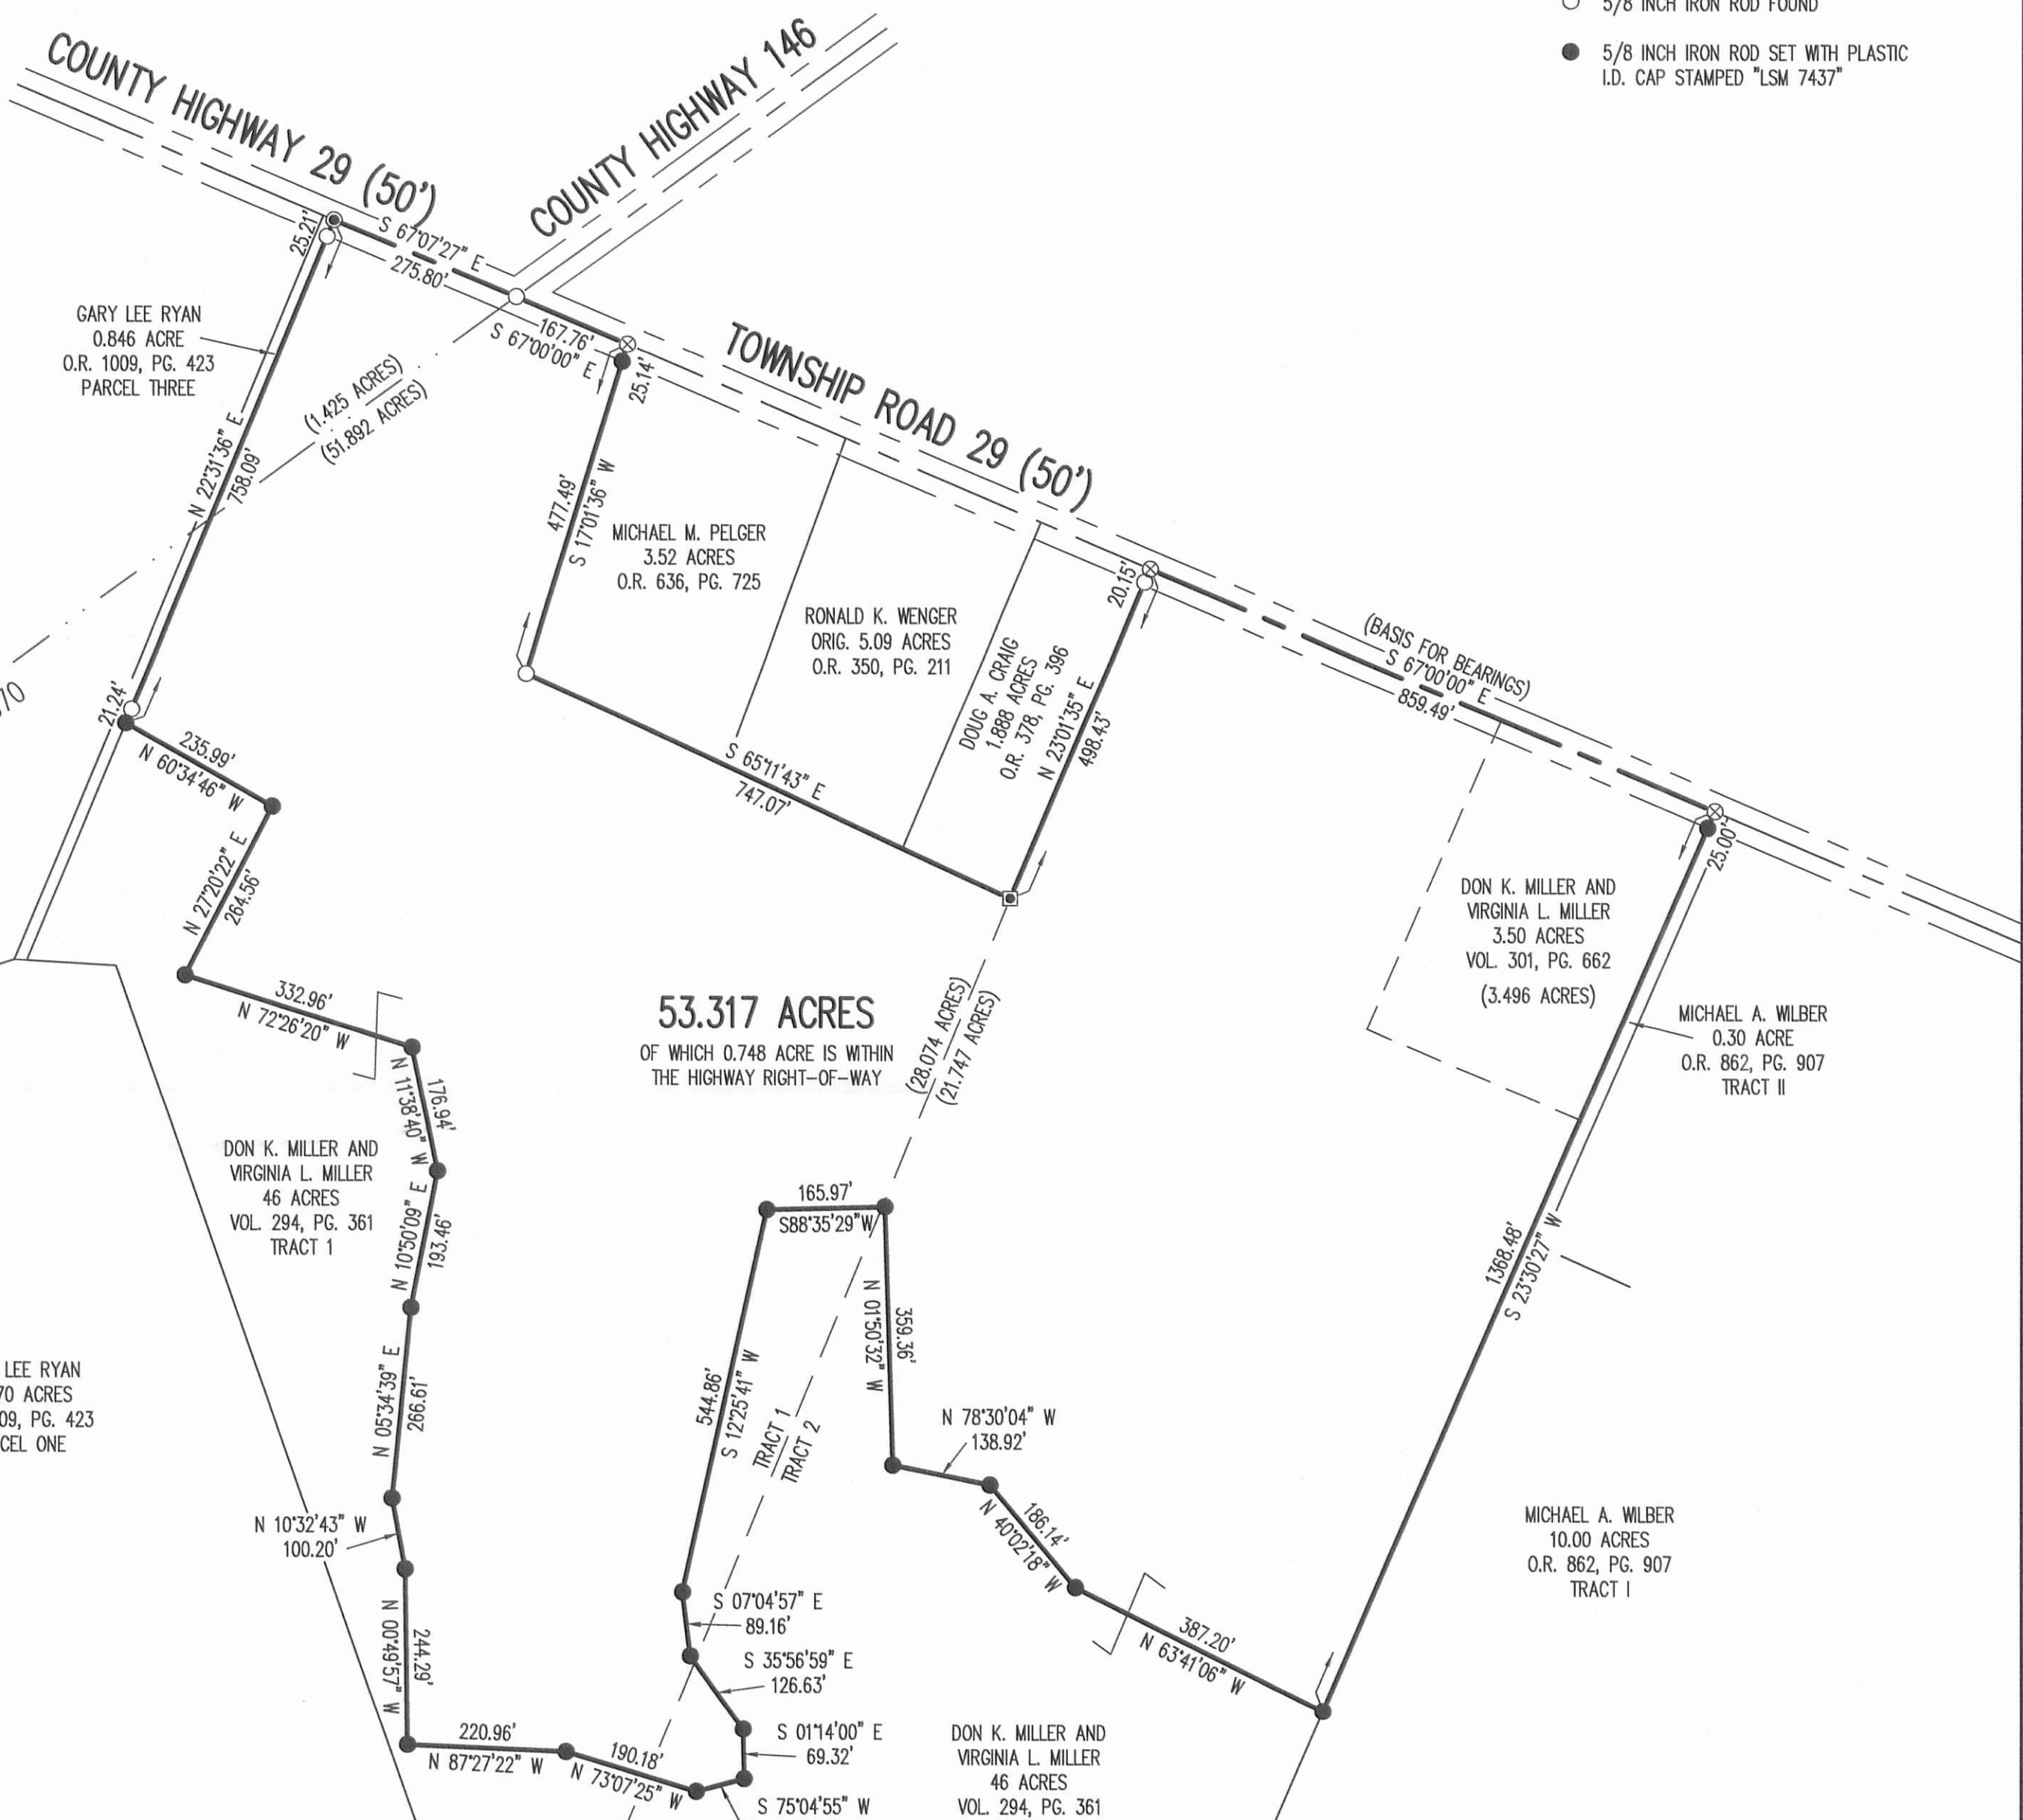 5/8 INCH IRON ROD FOUND
5/8 INCH IRON ROD SET WITH PLASTIC
I.D. CAP STAMPED "LSM 7437"
COUNTY HIGHWAY 29 (50')
COUNTY HIGHWAY 146
25.21'
S 67°07'27" E
275.80'
167.76'
S 67°00'00" E
25.14'
TOWNSHIP ROAD 29 (50')
GARY LEE RYAN
0.846 ACRE
O.R. 1009, PG. 423
PARCEL THREE
(1.425 ACRES)
(51.892 ACRES)
N 22°31'36" E
758.09'
477.49'
S 17°01'36" W
MICHAEL M. PELGER
3.52 ACRES
O.R. 636, PG. 725
RONALD K. WENGER
ORIG. 5.09 ACRES
O.R. 350, PG. 211
DOUG A. CRAIG
1.888 ACRES
O.R. 378, PG. 396
20.15'
N 23°01'35" E
498.43'
(BASIS FOR BEARINGS)
S 67°00'00" E
859.49'
25.00'
70
21.24'
235.99'
N 60°34'46" W
S 65°11'43" E
747.07'
N 27°20'22" E
264.56'
332.96'
N 72°26'20" W
53.317 ACRES
OF WHICH 0.748 ACRE IS WITHIN
THE HIGHWAY RIGHT-OF-WAY
(28.074 ACRES)
(21.747 ACRES)
DON K. MILLER AND
VIRGINIA L. MILLER
3.50 ACRES
VOL. 301, PG. 662
(3.496 ACRES)
MICHAEL A. WILBER
0.30 ACRE
O.R. 862, PG. 907
TRACT II
N 11°38'40" W
176.94'
DON K. MILLER AND
VIRGINIA L. MILLER
46 ACRES
VOL. 294, PG. 361
TRACT 1
N 10°50'09" E
193.46'
165.97'
S88°35'29"W
1368.48'
S 23°30'27" W
N 01°50'32" W
359.36'
544.86'
S 12°25'41" W
TRACT 1
TRACT 2
N 05°34'39" E
266.61'
LEE RYAN
70 ACRES
09, PG. 423
CEL ONE
N 78°30'04" W
138.92'
186.14'
N 40°02'18" W
N 10°32'43" W
100.20'
MICHAEL A. WILBER
10.00 ACRES
O.R. 862, PG. 907
TRACT I
N 00°49'57" W
244.29'
S 07°04'57" E
89.16'
S 35°56'59" E
126.63'
387.20'
N 63°41'06" W
220.96'
N 87°27'22" W
190.18'
N 73°07'25" W
S 01°14'00" E
69.32'
S 75°04'55" W
DON K. MILLER AND
VIRGINIA L. MILLER
46 ACRES
VOL. 294, PG. 361